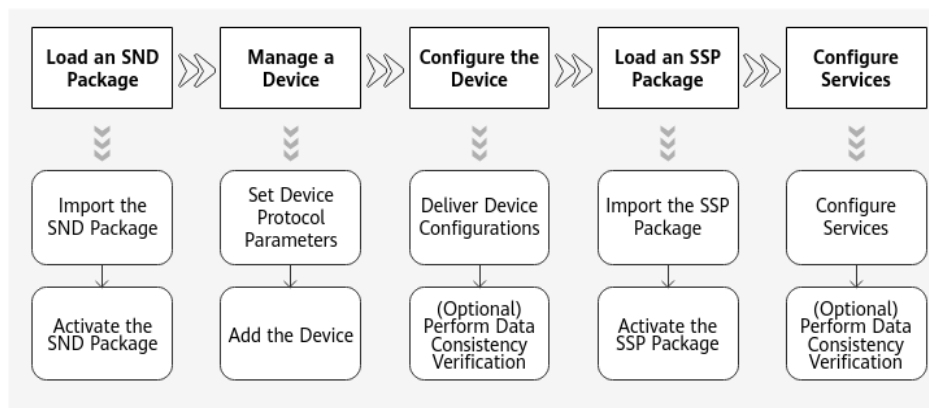 Load an SND
Package
Manage a
Device
Configure the
Device
Load an SSP
Package
Configure
Services
Import the
SND Package
Set Device
Protocol
Parameters
Deliver Device
Configurations
Import the SSP
Package
Configure
Services
Activate the
SND Package
Add the Device
(Optional)
Perform Data
Consistency
Verification
Activate the
SSP Package
(Optional)
Perform Data
Consistency
Verification